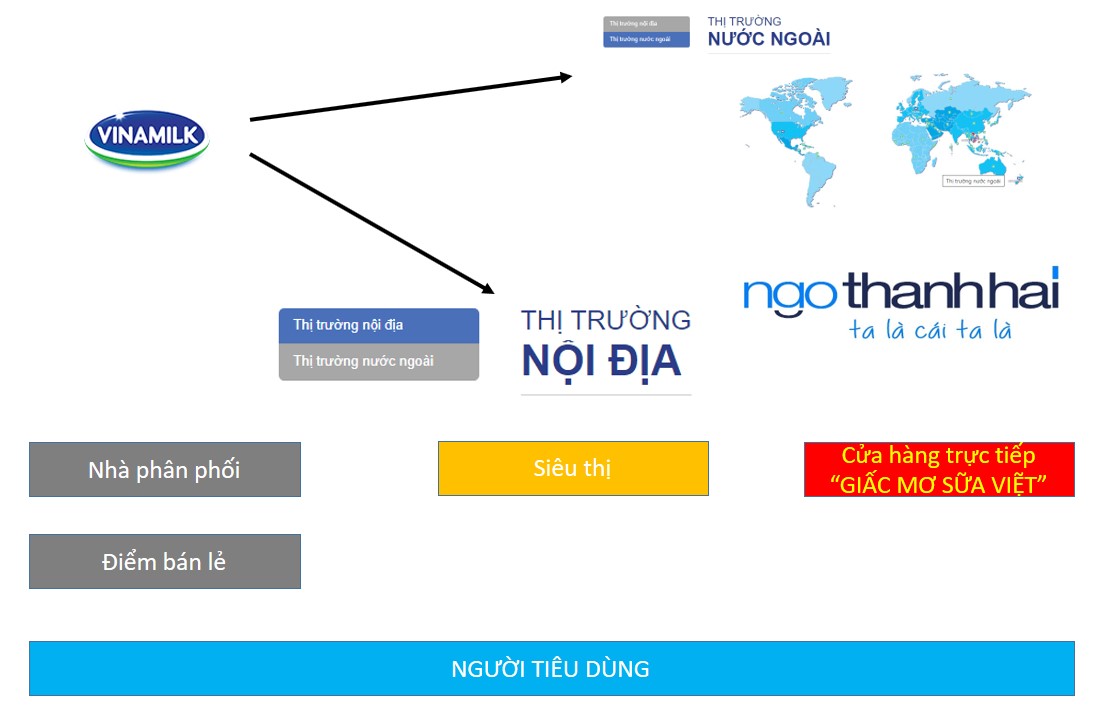 Thị trường nội địa
Thị trường nước ngoài
THỊ TRƯỜNG
NƯỚC NGOÀI
VINAMILK
Thị trường nước ngoài
ngothanhhai
ta là cái ta là
Thị trường nội địa
Thị trường nước ngoài
THỊ TRƯỜNG
NỘI ĐỊA
Nhà phân phối
Siêu thị
Cửa hàng trực tiếp
“GIẤC MƠ SỮA VIỆT”
Điểm bán lẻ
NGƯỜI TIÊU DÙNG